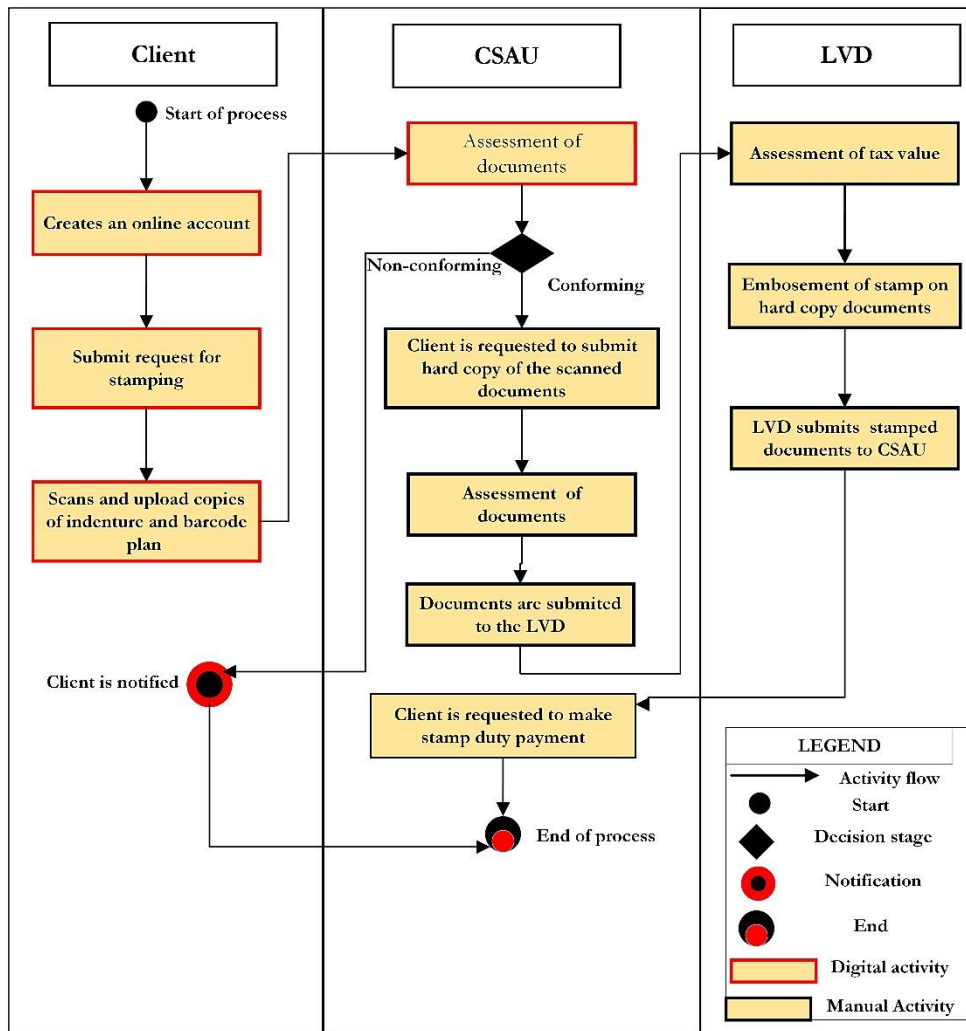 Client
Start of process
Creates an online account
Submit request for
stamping
Scans and upload copies
of indenture and barcode
plan
Client is notified
CSAU
Assessment of
documents
Non-conforming
Conforming
Client is requested to submit
hard copy of the scanned
documents
Assessment of
documents
Documents are submited
to the LVD
Client is requested to make
stamp duty payment
End of process
LVD
Assessment of tax value
Embosement of stamp on
hard copy documents
LVD submits stamped
documents to CSAU
LEGEND
Activity flow
Start
Decision stage
Notification
End
Digital activity
Manual Activity